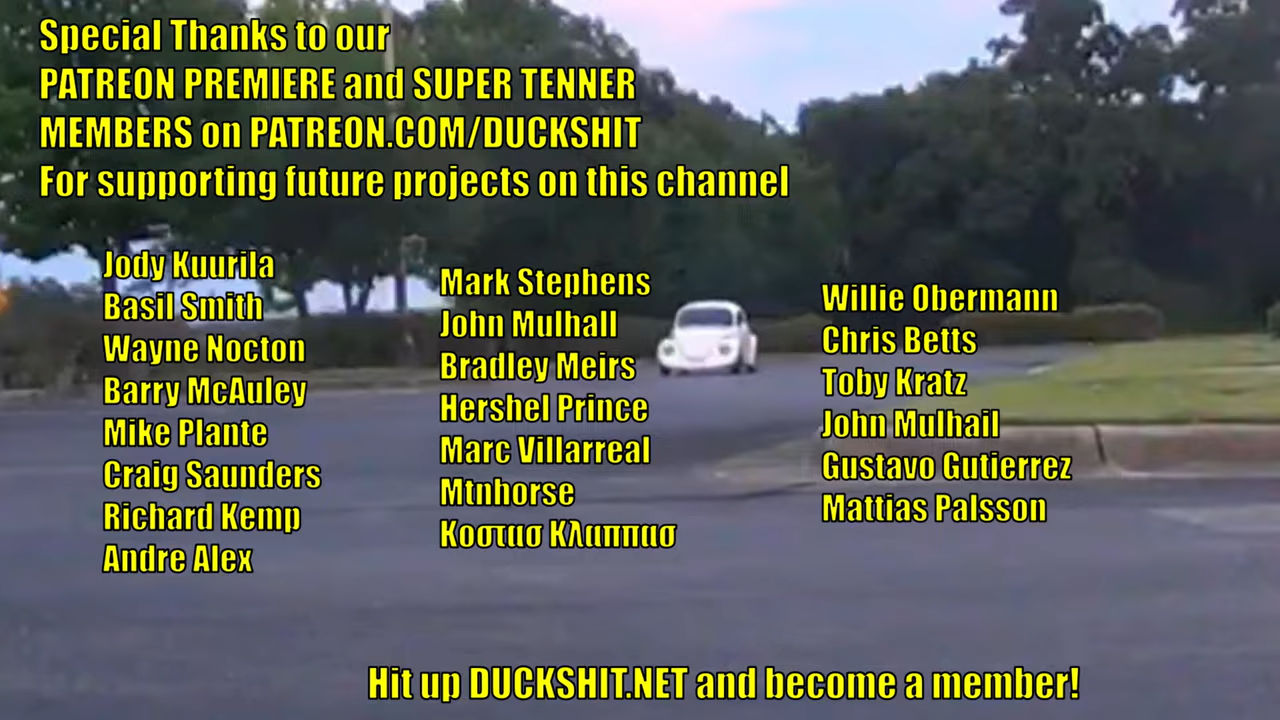 Special Thanks to our
PATREON PREMIERE and SUPER TENNER
MEMBERS on PATREON.COM/DUCKSHIT
For supporting future projects on this channel
Jody Kuurila
Basil Smith
Wayne Nocton
Barry McAuley
Mike Plante
Craig Saunders
Richard Kemp
Andre Alex
Mark Stephens
John Mulhall
Bradley Meirs
Hershel Prince
Marc Villarreal
Mtnhorse
Κοστασ Κλαππασ
Willie Obermann
Chris Betts
Toby Kratz
John Mulhail
Gustavo Gutierrez
Mattias Palsson
Hit up DUCKSHIT.NET and become a member!